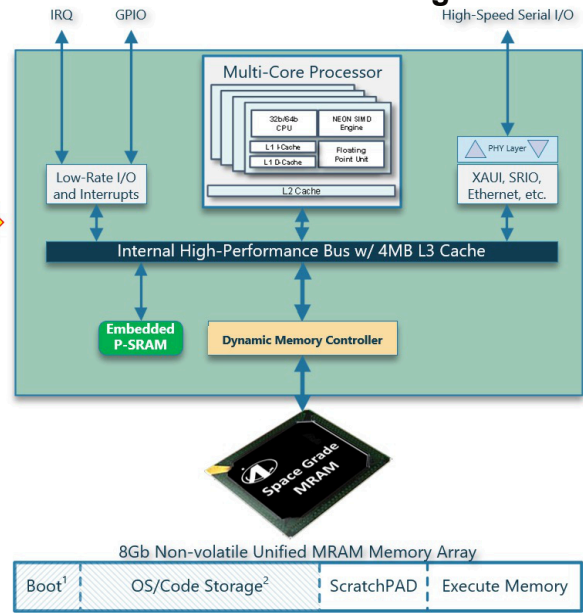 IRQ
GPIO
High-Speed Serial I/O
Multi-Core Processor
32b/64b
CPU
NEON SIMD
Engine
L1 I-Cache
L1 D-Cache
Floating
Point Unit
L2 Cache
Low-Rate I/O
and Interrupts
PHY Layer
XAUI, SRIO,
Ethernet, etc.
Internal High-Performance Bus w/ 4MB L3 Cache
Embedded
P-SRAM
Dynamic Memory Controller
Space Grade
MRAM
8Gb Non-volatile Unified MRAM Memory Array
Boot¹
OS/Code Storage²
ScratchPAD
Execute Memory